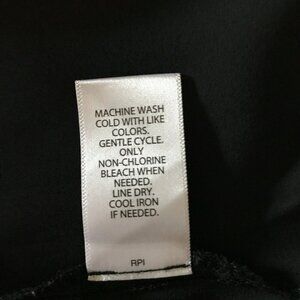 MACHINE WASH
COLD WITH LIKE
COLORS.
GENTLE CYCLE.
ONLY
NON-CHLORINE
BLEACH WHEN
NEEDED.
LINE DRY.
COOL IRON
IF NEEDED.
RPI